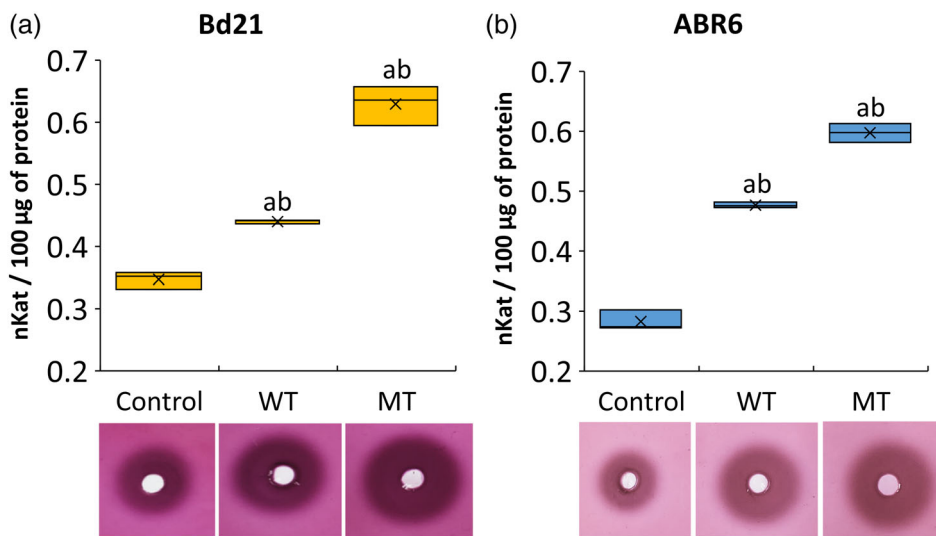 (a)
Bd21
nKat / 100 µg of protein
0.7
0.6
0.5
0.4
0.3
0.2
ab
ab
Control
WT
MT
(b)
ABR6
nKat / 100 µg of protein
0.7
0.6
0.5
0.4
0.3
0.2
ab
ab
Control
WT
MT